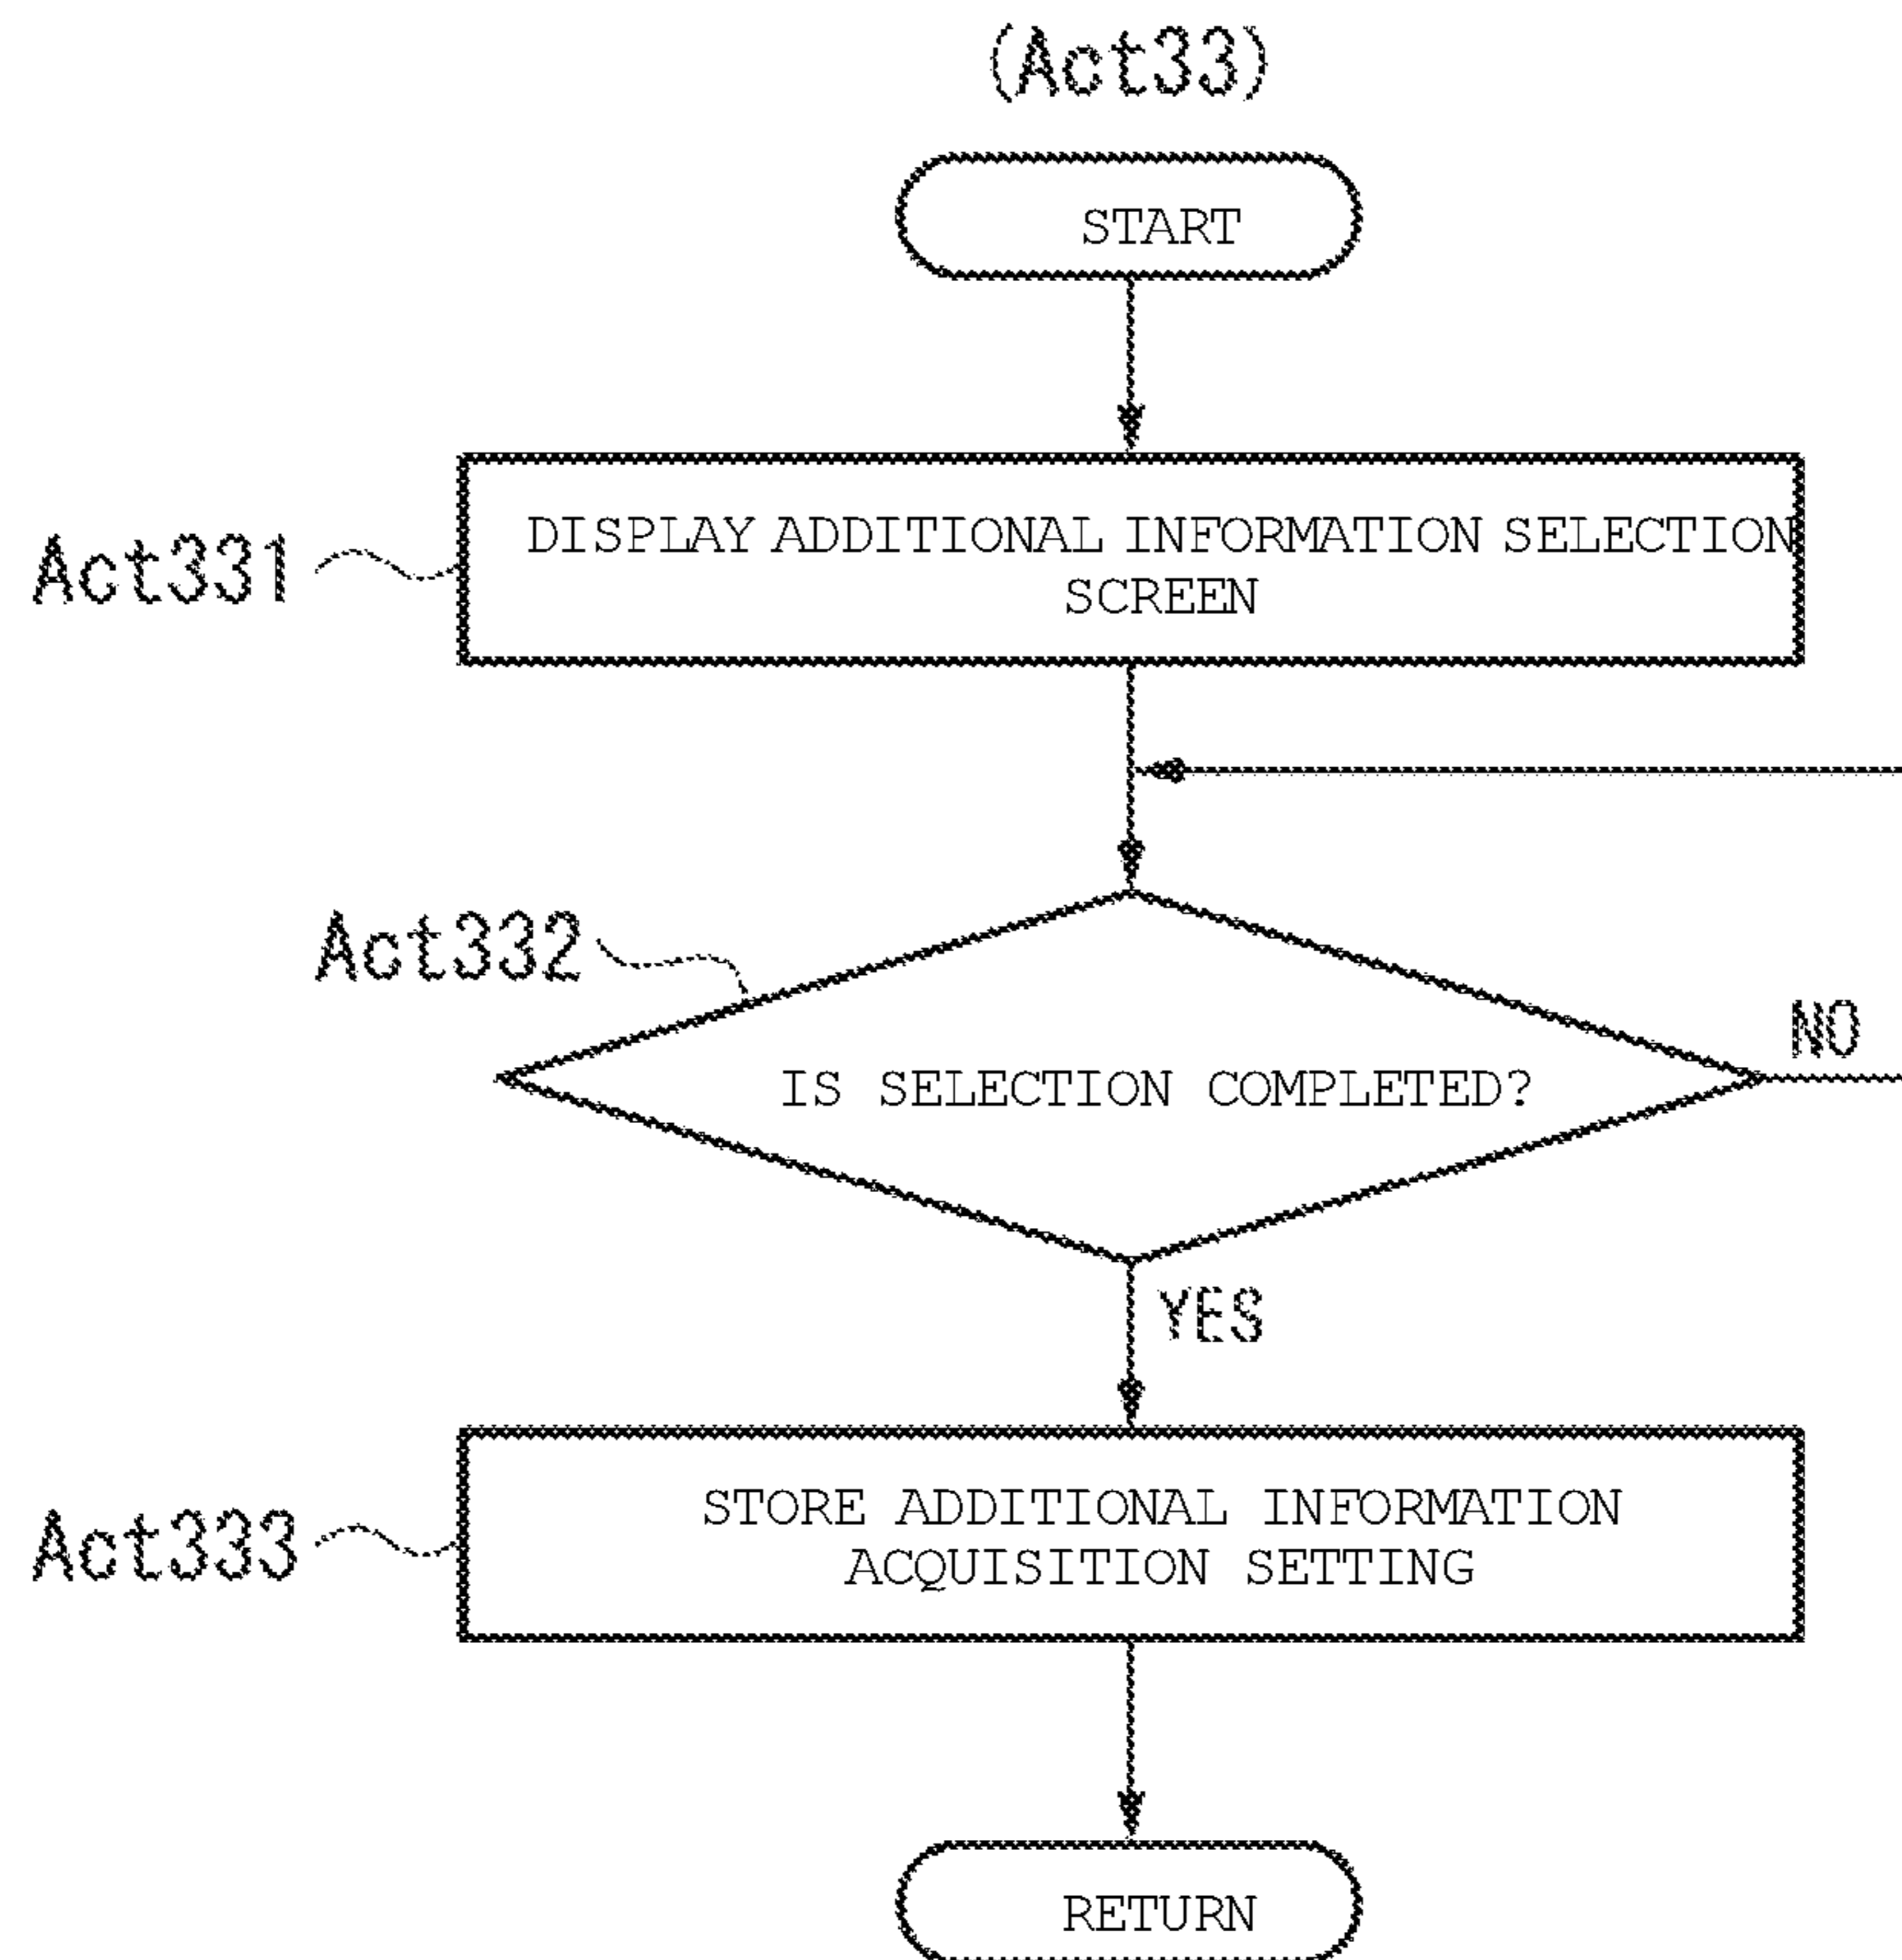 (Act33)
START
Act331
DISPLAY ADDITIONAL INFORMATION SELECTION
SCREEN
Act332
IS SELECTION COMPLETED?
NO
YES
Act333
STORE ADDITIONAL INFORMATION
ACQUISITION SETTING
RETURN